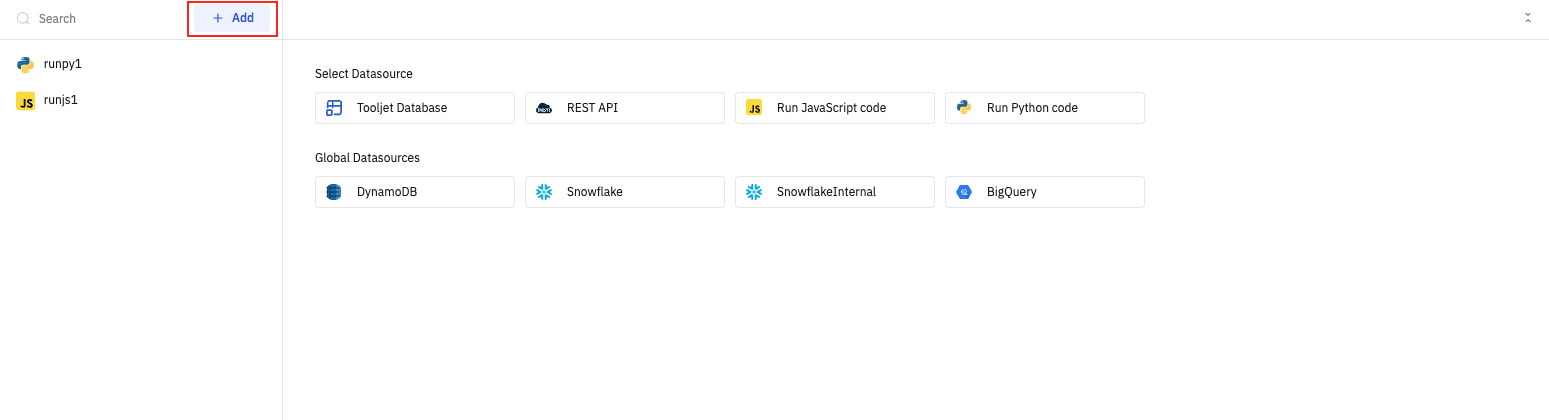 Search
+ Add
runpy1
JS runjs1
Select Datasource
Tooljet Database
REST REST API
JS Run JavaScript code
Run Python code
Global Datasources
DynamoDB
Snowflake
SnowflakeInternal
BigQuery